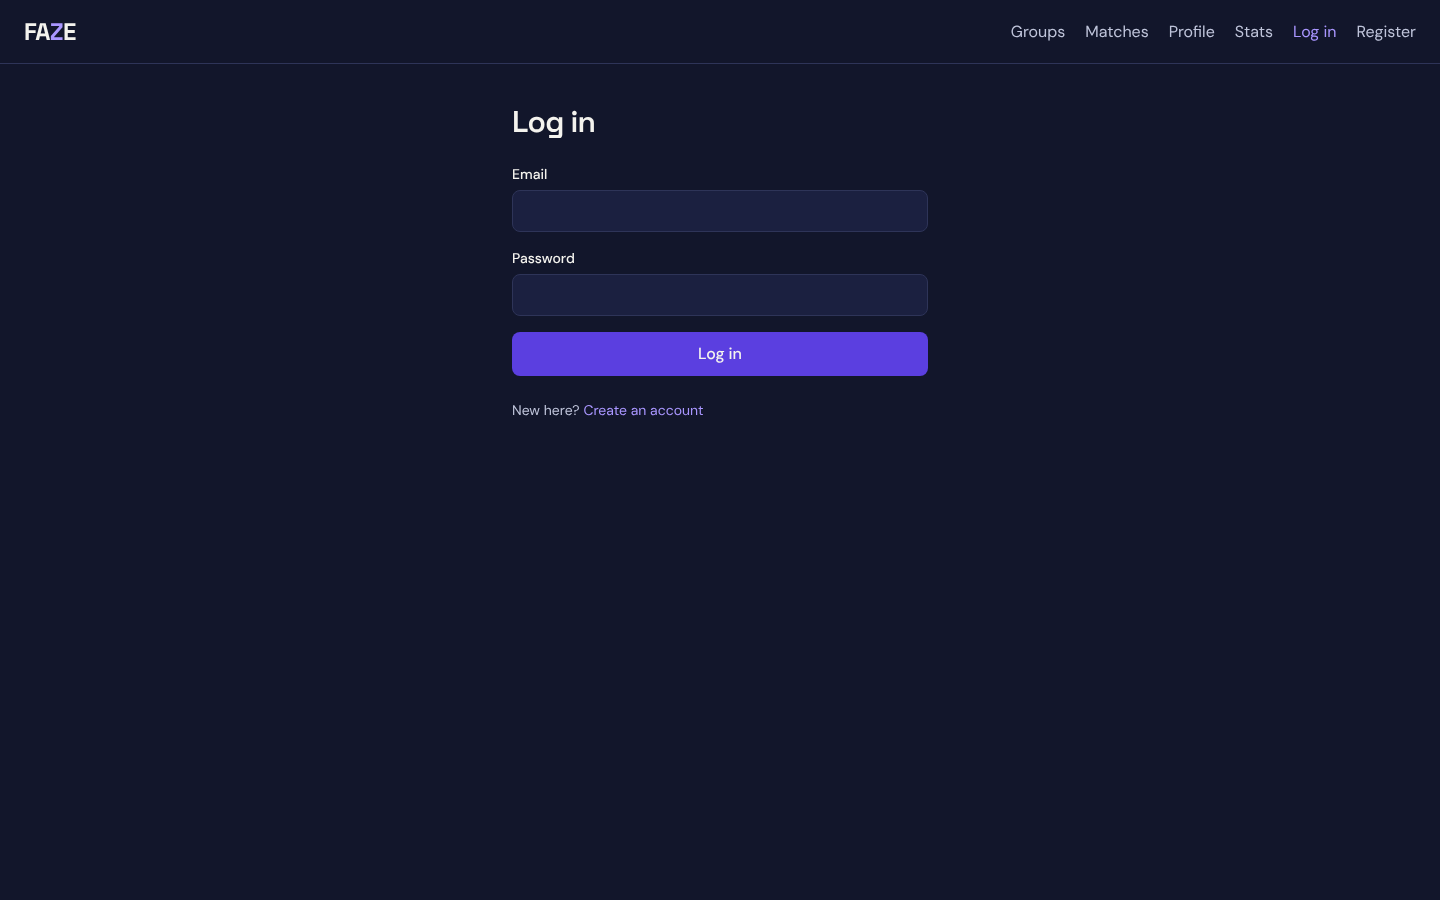 FAZE
Groups Matches Profile Stats Log in Register
Log in
Email
Password
Log in
New here? Create an account